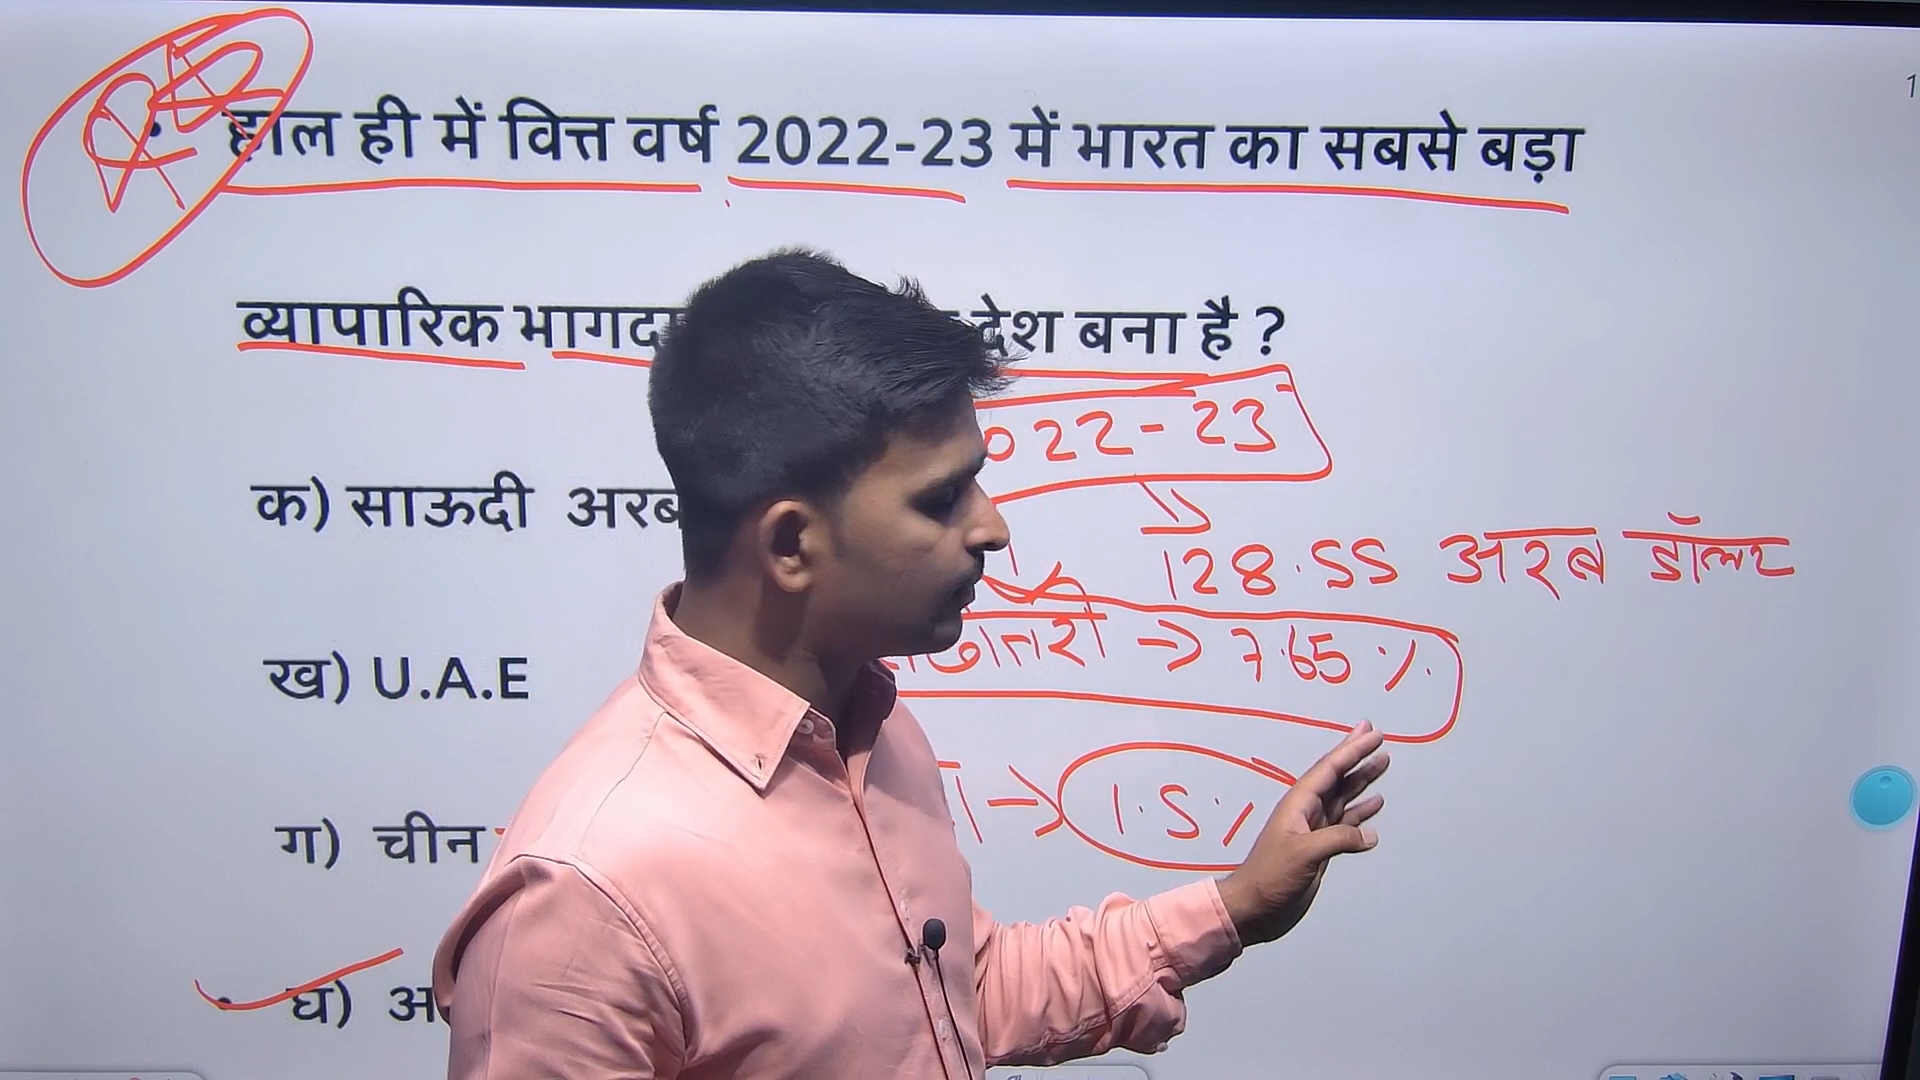 हाल ही में वित्त वर्ष 2022-23 में भारत का सबसे बड़ा
व्यापारिक देश बना है ?
022-23
क) साऊदी अरब
128.55 अरब डॉलर
→ 7.65 %
ख) U.A.E
→ 1.5 %
ग) चीन
घ) अ
1